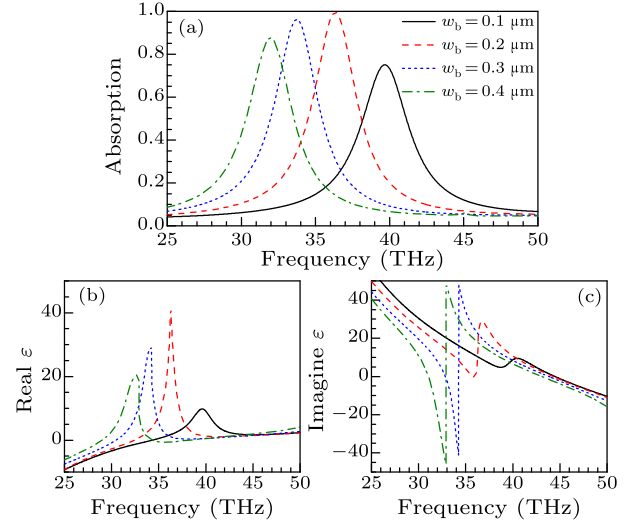 (a)
w_b = 0.1 μm
w_b = 0.2 μm
w_b = 0.3 μm
w_b = 0.4 μm
Absorption
1.0
0.8
0.6
0.4
0.2
0.0
25 30 35 40 45 50
Frequency (THz)
(b)
Real ε
40
20
0
25 30 35 40 45 50
Frequency (THz)
(c)
Imagine ε
40
20
0
−20
−40
25 30 35 40 45 50
Frequency (THz)